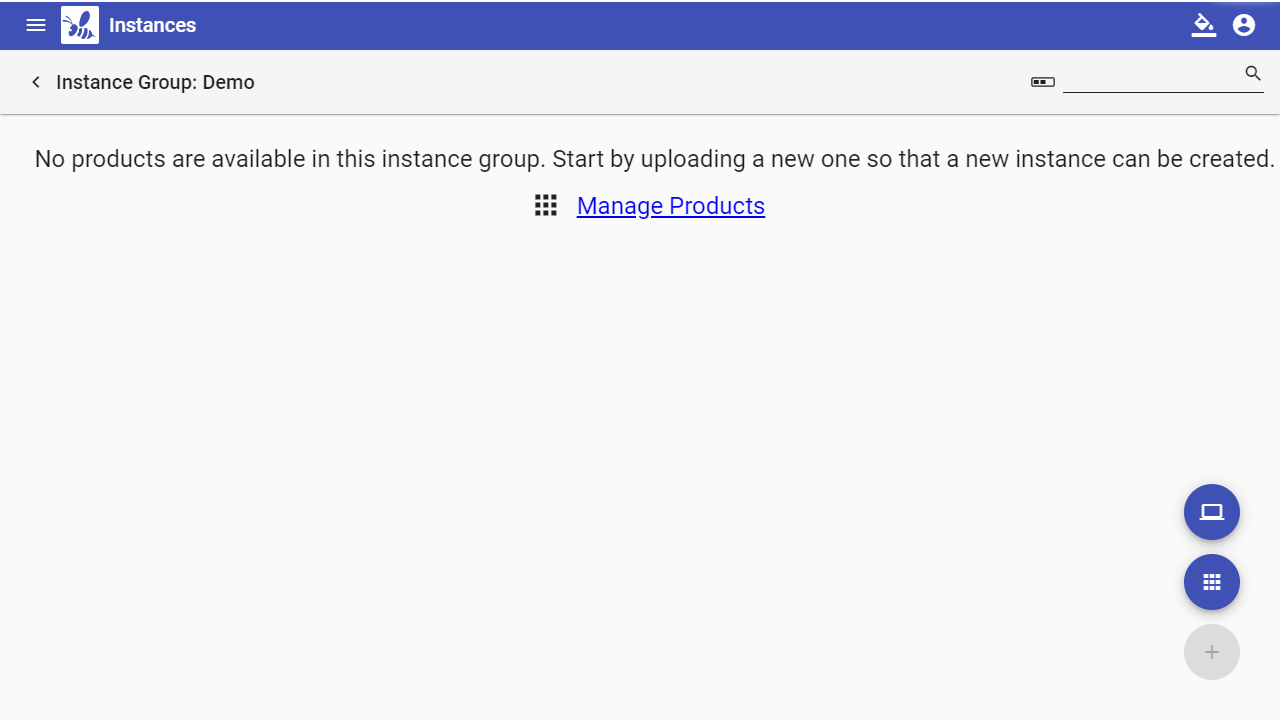 Instances
Instance Group: Demo
No products are available in this instance group. Start by uploading a new one so that a new instance can be created.
Manage Products